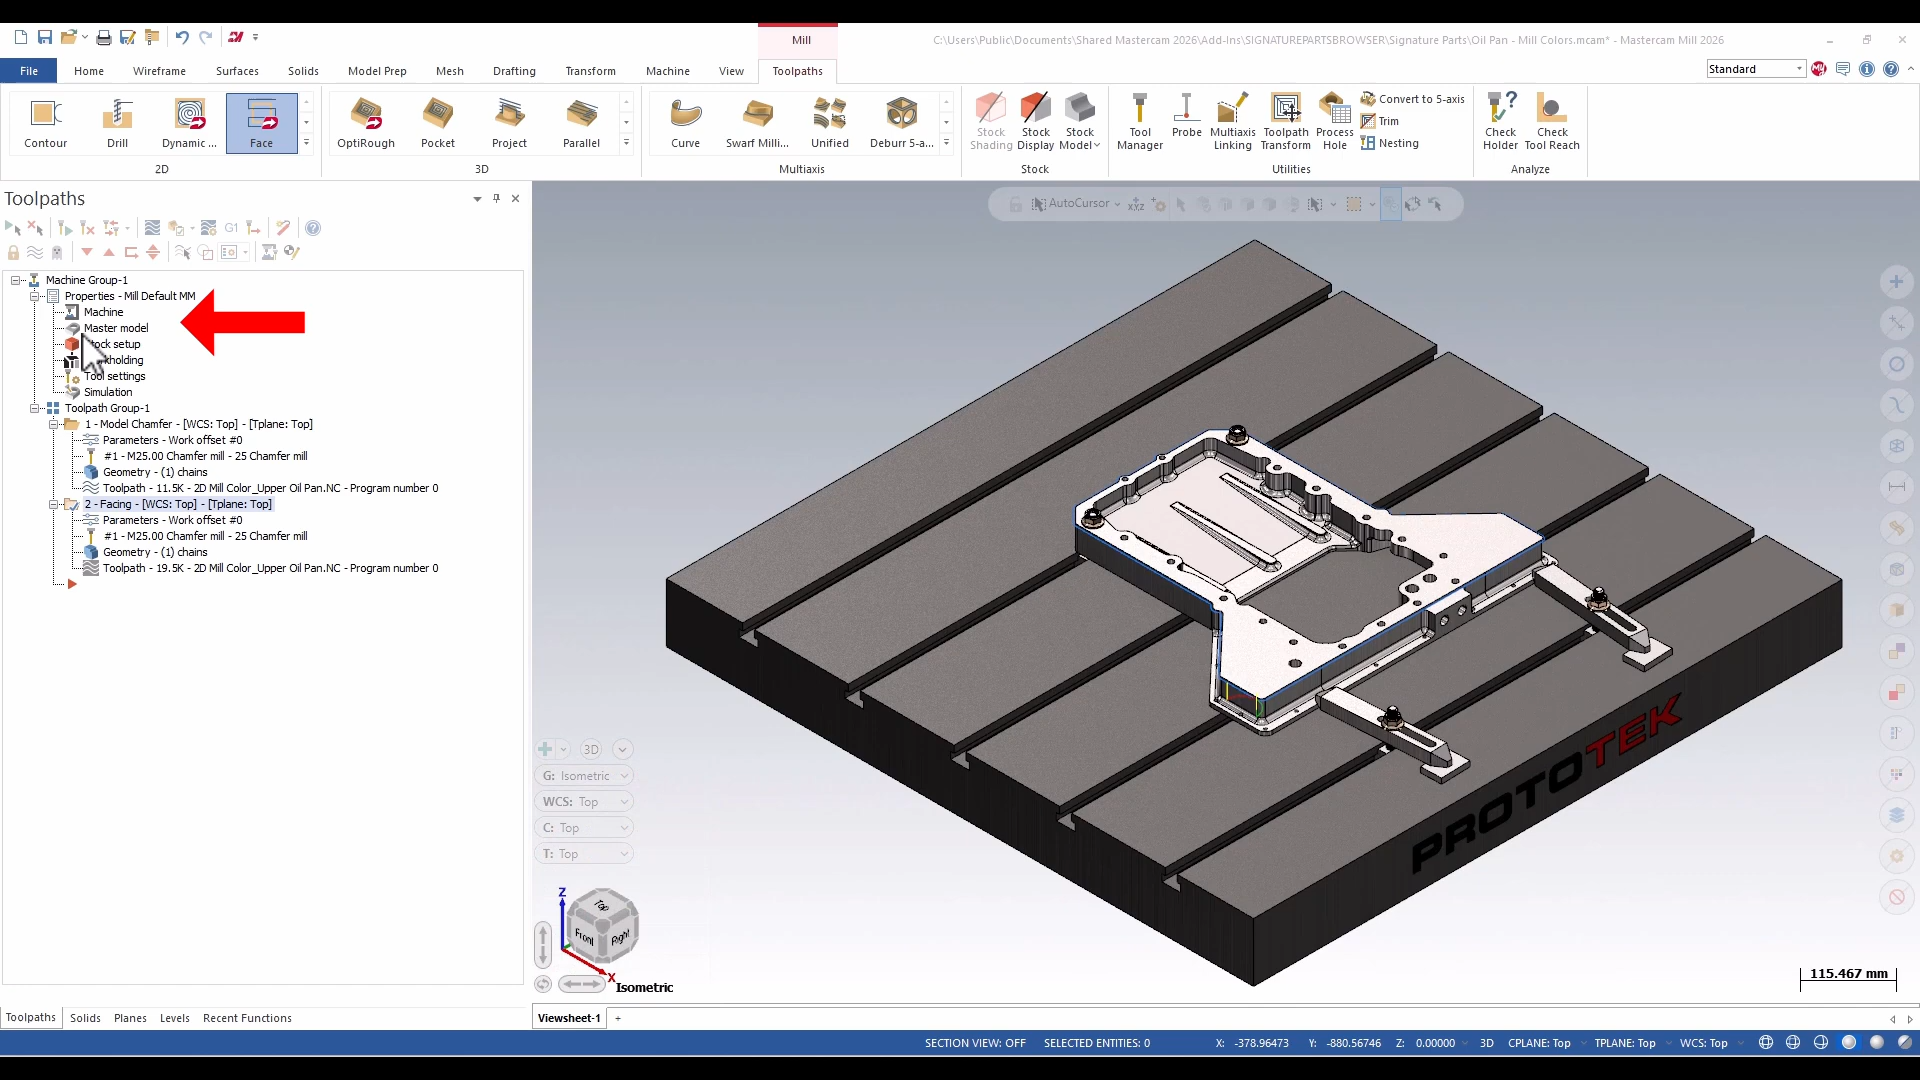 Mill
C:\Users\Public\Documents\Shared Mastercam 2026\Add-Ins\SIGNATUREPARTSBROWSER\Signature Parts\Oil Pan - Mill Colors.mcam* - Mastercam Mill 2026
File Home Wireframe Surfaces Solids Model Prep Mesh Drafting Transform Machine View Toolpaths
Standard
Contour Drill Dynamic ... Face
2D
OptiRough Pocket Project Parallel
3D
Curve Swarf Milli... Unified Deburr 5-a...
Multiaxis
Stock Shading Stock Display Stock Model
Stock
Tool Manager Probe Multiaxis Linking Toolpath Transform Process Hole
Convert to 5-axis
Trim
Nesting
Utilities
Check Holder Check Tool Reach
Analyze
Toolpaths
G1
AutoCursor
XYZ
Machine Group-1
Properties - Mill Default MM
Machine
Master model
ock setup
holding
Tool settings
Simulation
Toolpath Group-1
1 - Model Chamfer - [WCS: Top] - [Tplane: Top]
Parameters - Work offset #0
#1 - M25.00 Chamfer mill - 25 Chamfer mill
Geometry - (1) chains
Toolpath - 11.5K - 2D Mill Color_Upper Oil Pan.NC - Program number 0
2 - Facing - [WCS: Top] - [Tplane: Top]
Parameters - Work offset #0
#1 - M25.00 Chamfer mill - 25 Chamfer mill
Geometry - (1) chains
Toolpath - 19.5K - 2D Mill Color_Upper Oil Pan.NC - Program number 0
PROTOTEK
3D
G: Isometric
WCS: Top
C: Top
T: Top
Z
Top
Front
Right
X
Isometric
115.467 mm
Toolpaths Solids Planes Levels Recent Functions
Viewsheet-1 +
SECTION VIEW: OFF SELECTED ENTITIES: 0 X: -378.96473 Y: -880.56746 Z: 0.00000 3D CPLANE: Top TPLANE: Top WCS: Top